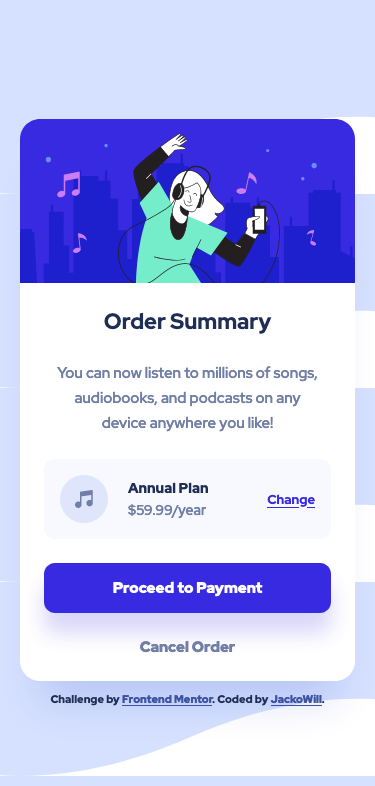 Order Summary
You can now listen to millions of songs,
audiobooks, and podcasts on any
device anywhere you like!
Annual Plan
$59.99/year
Change
Proceed to Payment
Cancel Order
Challenge by Frontend Mentor. Coded by JackoWill.